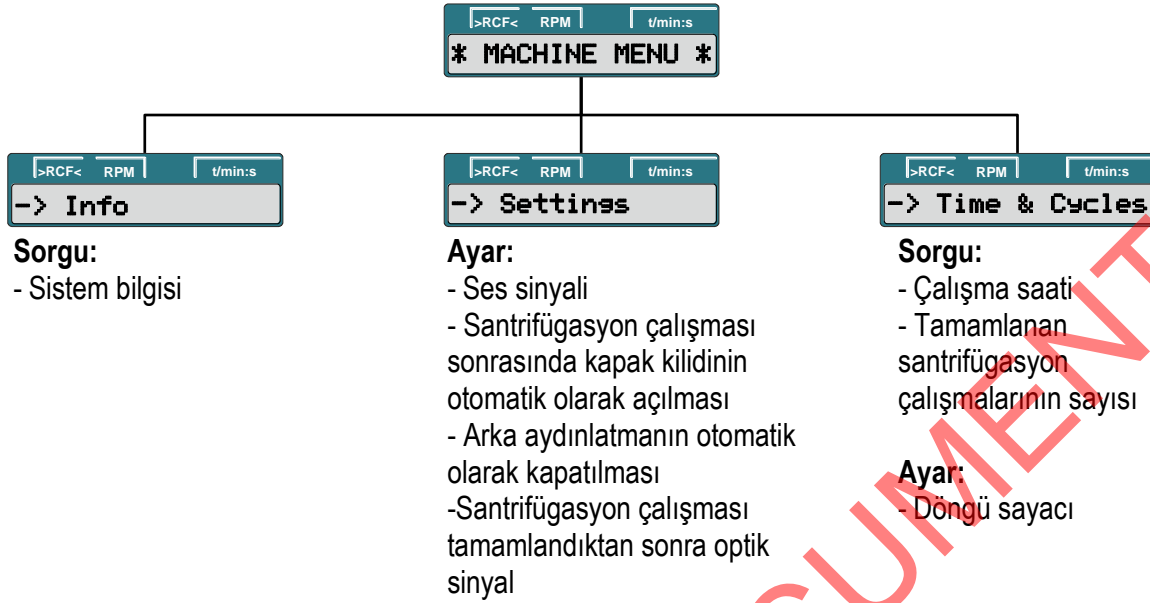 >RCF< RPM t/min:s
* MACHINE MENU *
>RCF< RPM t/min:s
-> Info
Sorgu:
- Sistem bilgisi
>RCF< RPM t/min:s
-> Settings
Ayar:
- Ses sinyali
- Santrifügasyon çalışması
sonrasında kapak kilidinin
otomatik olarak açılması
- Arka aydınlatmanın otomatik
olarak kapatılması
-Santrifügasyon çalışması
tamamlandıktan sonra optik
sinyal
>RCF< RPM t/min:s
-> Time & Cycles
Sorgu:
- Çalışma saati
- Tamamlanan
santrifügasyon
çalışmalarının sayısı
Ayar:
- Döngü sayacı